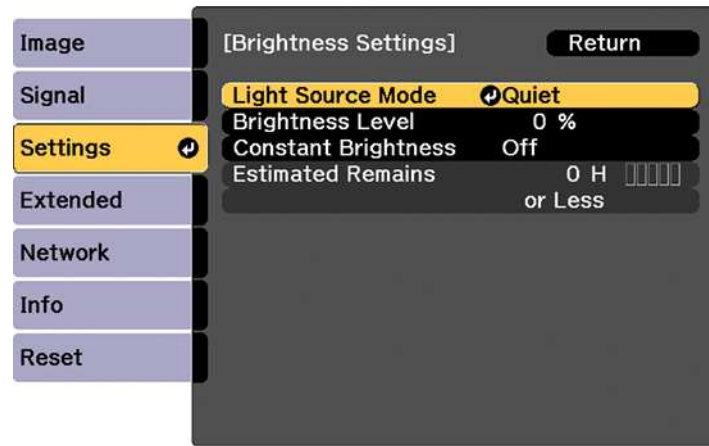 Image
Signal
Settings
Extended
Network
Info
Reset
[Brightness Settings] Return
Light Source Mode Quiet
Brightness Level 0 %
Constant Brightness Off
Estimated Remains 0 H
or Less